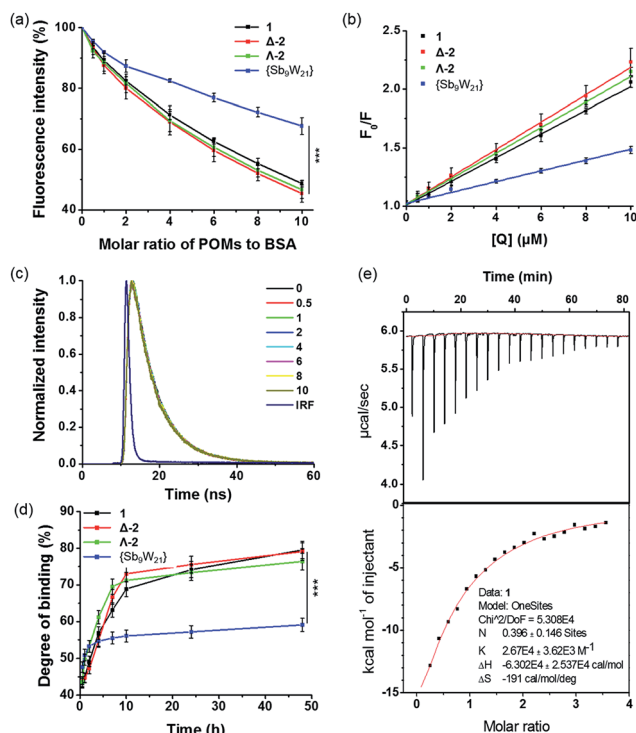 (a)
1
Δ-2
Λ-2
{Sb9W21}
Fluorescence intensity (%)
100
80
60
40
0 2 4 6 8 10
Molar ratio of POMs to BSA
***
(b)
1
Δ-2
Λ-2
{Sb9W21}
F0/F
2.5
2.0
1.5
1.0
0 2 4 6 8 10
[Q] (μM)
(c)
Normalized intensity
1.0
0.8
0.6
0.4
0.2
0.0
0
0.5
1
2
4
6
8
10
IRF
0 20 40 60
Time (ns)
(d)
1
Δ-2
Λ-2
{Sb9W21}
Degree of binding (%)
90
80
70
60
50
40
0 10 20 30 40 50
Time (h)
***
(e)
Time (min)
0 10 20 30 40 50 60 70 80
6.0
5.5
5.0
4.5
4.0
μcal/sec
0
-5
-10
-15
kcal mol⁻¹ of injectant
Data: 1
Model: OneSites
Chi^2/DoF = 5.308E4
N 0.396 ± 0.146 Sites
K 2.67E4 ± 3.62E3 M⁻¹
ΔH -6.302E4 ± 2.537E4 cal/mol
ΔS -191 cal/mol/deg
0 1 2 3 4
Molar ratio